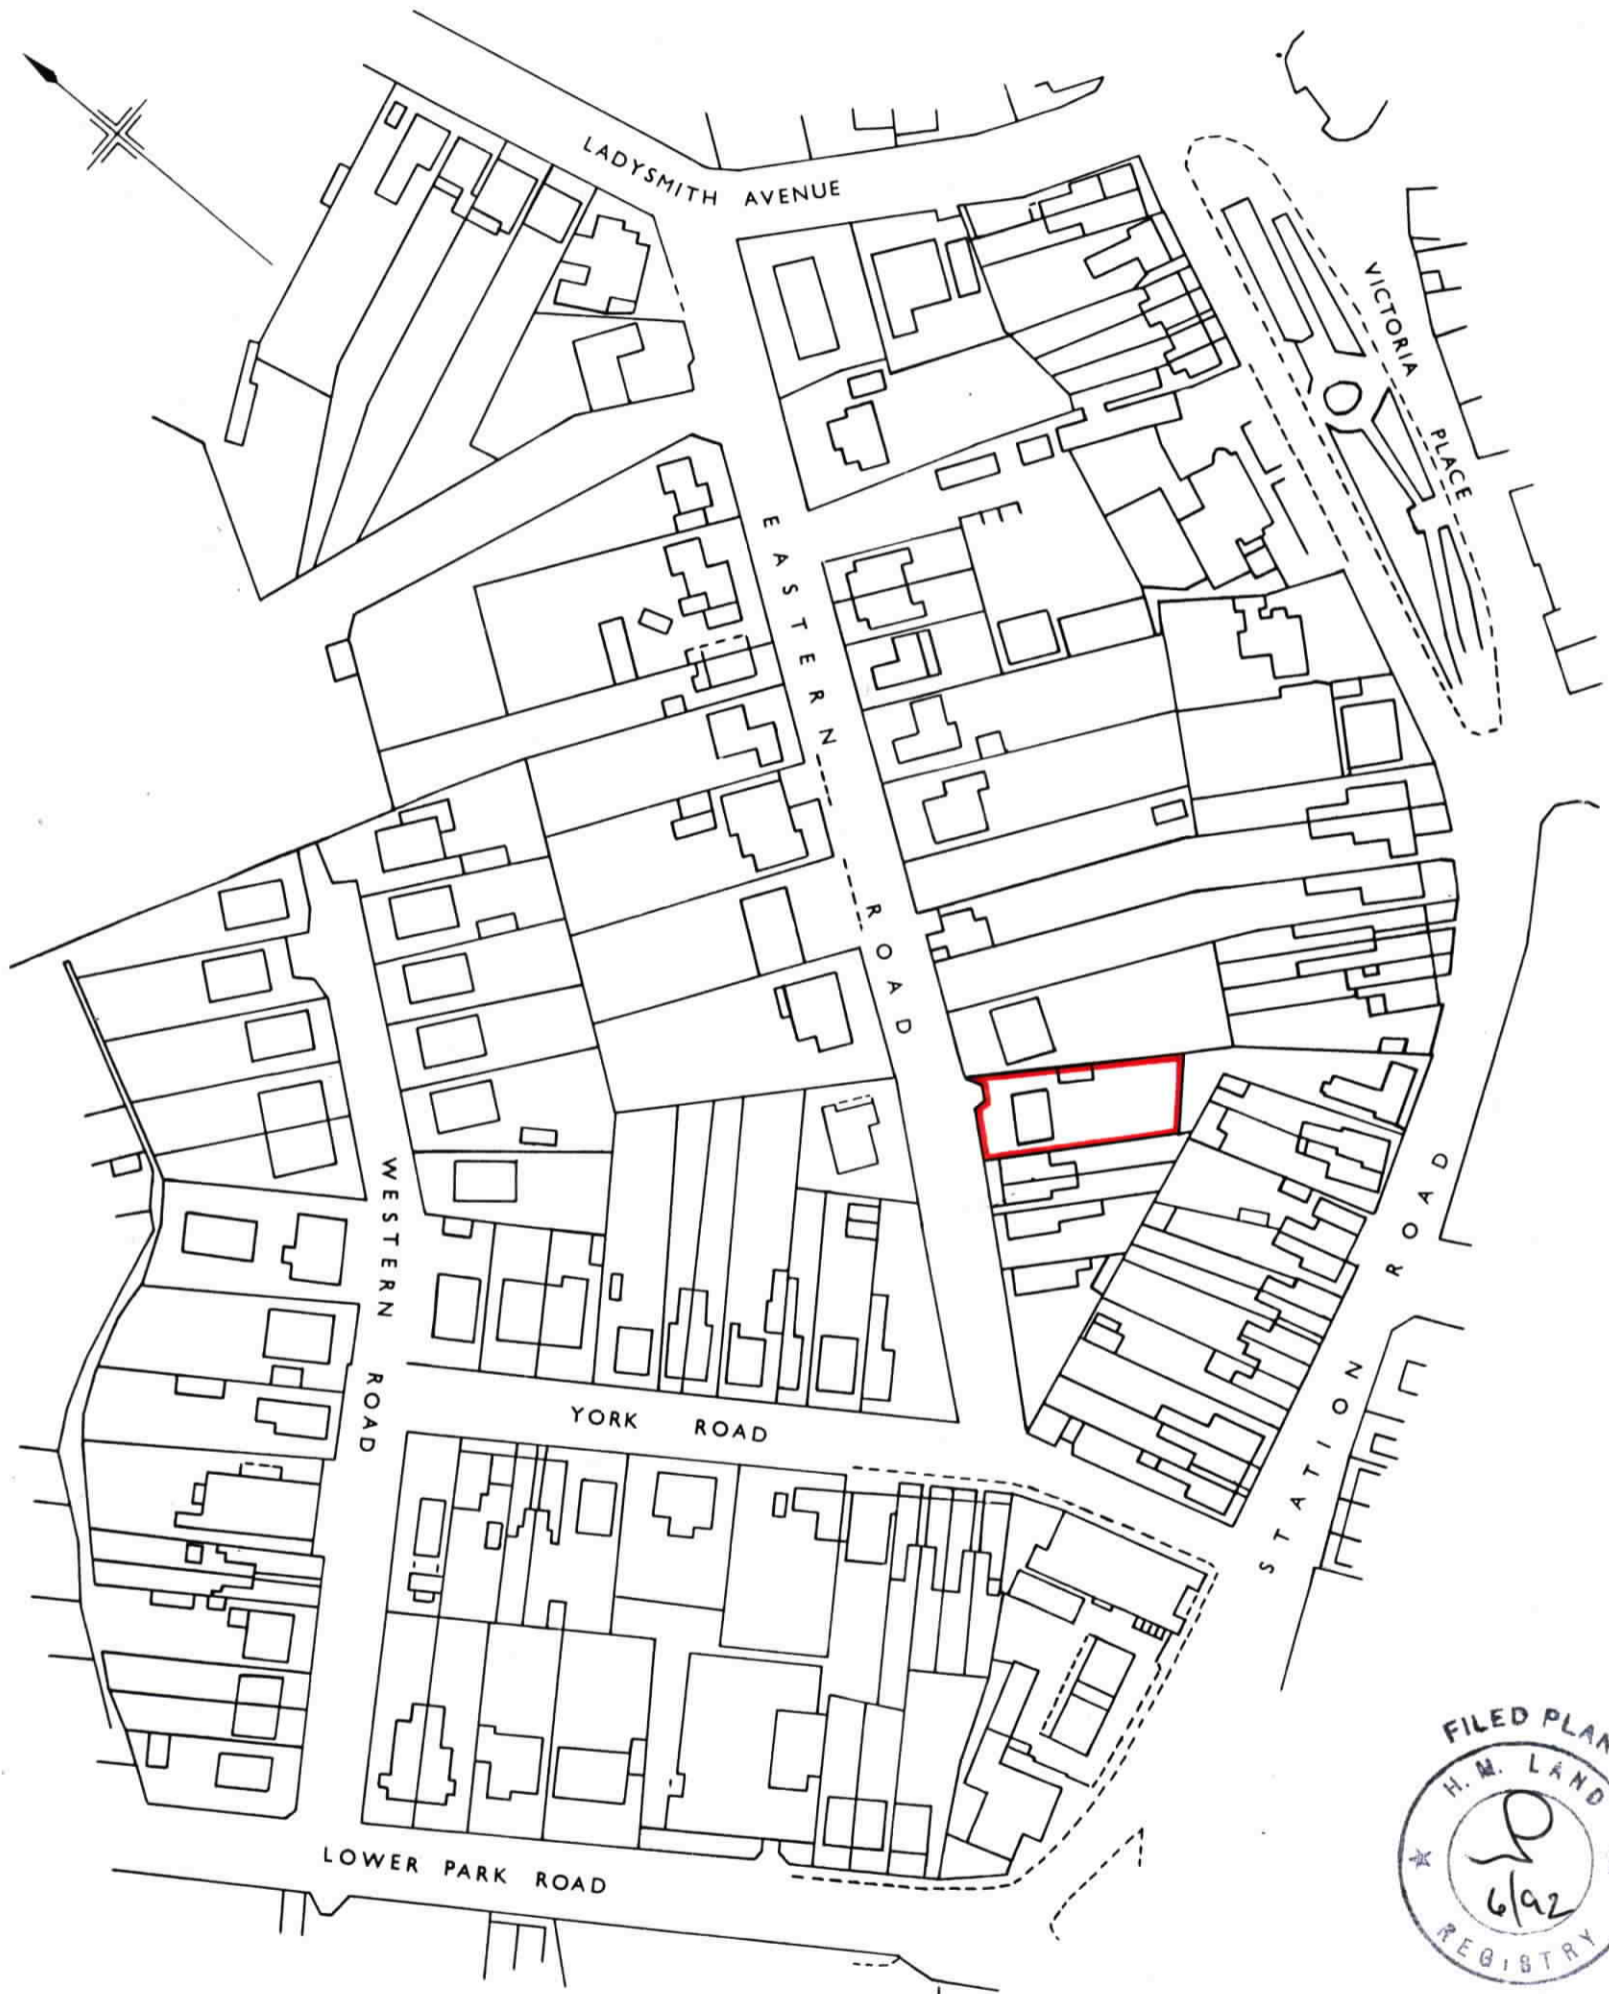 LADYSMITH AVENUE
VICTORIA PLACE
EASTERN ROAD
WESTERN ROAD
YORK ROAD
STATION ROAD
LOWER PARK ROAD
FILED PLAN
H. M. LAND
REGISTRY
6/92